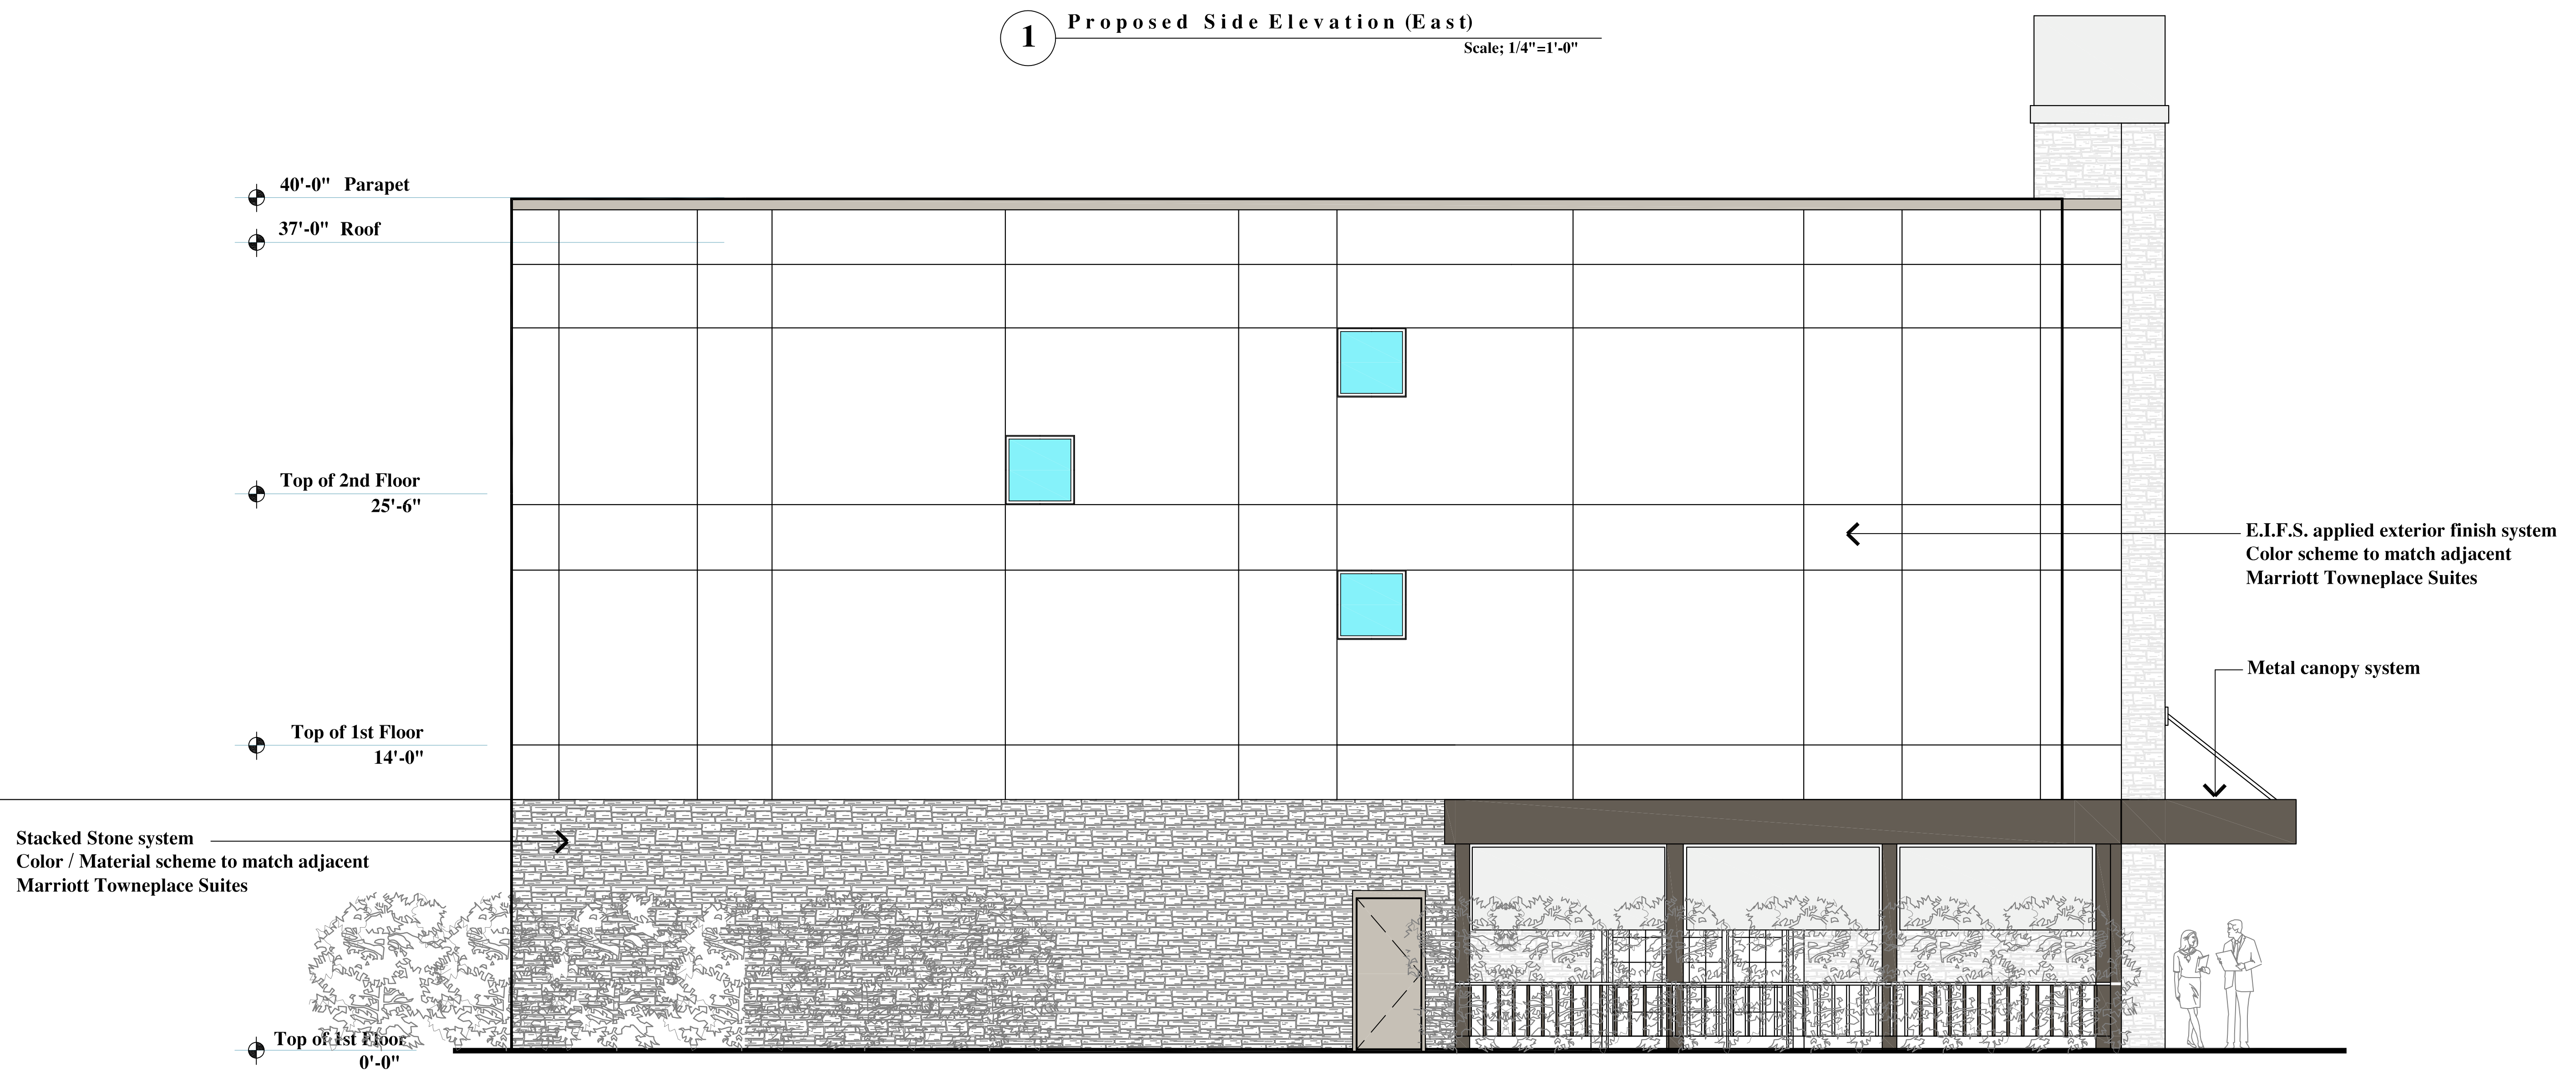 1
Proposed Side Elevation (East)
Scale; 1/4"=1'-0"
40'-0" Parapet
37'-0" Roof
Top of 2nd Floor
25'-6"
E.I.F.S. applied exterior finish system
Color scheme to match adjacent
Marriott Towneplace Suites
Metal canopy system
Top of 1st Floor
14'-0"
Stacked Stone system
Color / Material scheme to match adjacent
Marriott Towneplace Suites
Top of 1st Floor
0'-0"